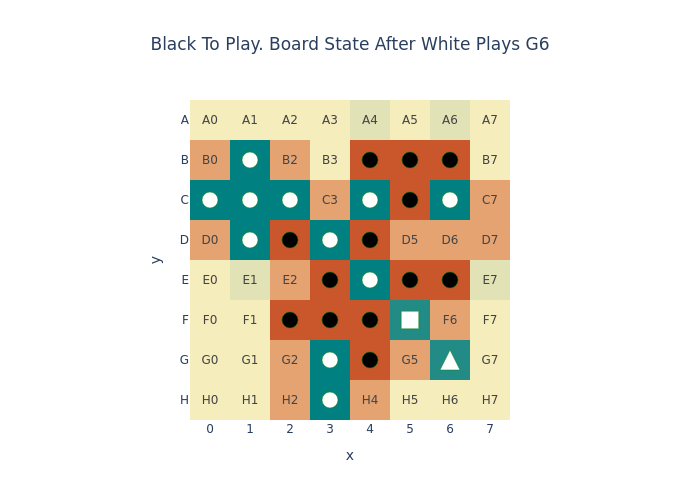 Black To Play. Board State After White Plays G6
A A0 A1 A2 A3 A4 A5 A6 A7
B B0 B2 B3 B7
C C3 C7
D D0 D5 D6 D7
E E0 E1 E2 E7
F F0 F1 F6 F7
G G0 G1 G2 G5 G7
H H0 H1 H2 H4 H5 H6 H7
0 1 2 3 4 5 6 7
x
y